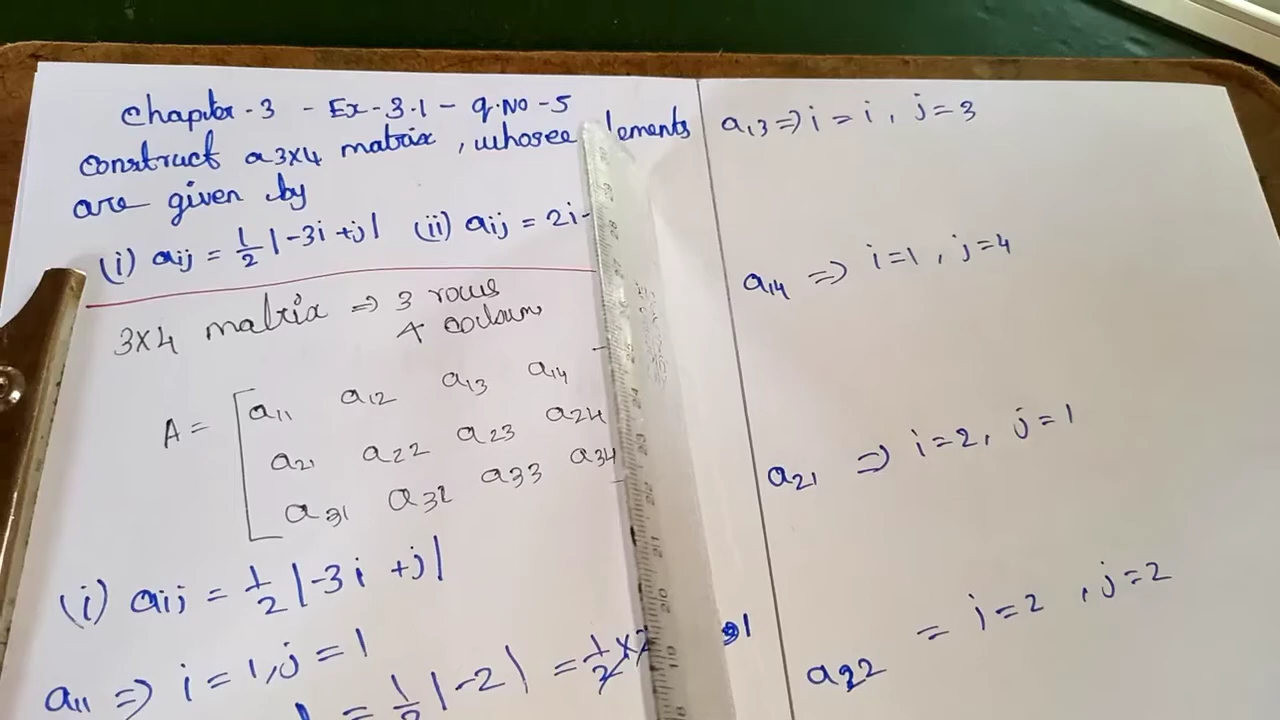 Chapter-3 - Ex-3.1 - q.No-5
construct a 3x4 matrix, whose elements
are given by
(i) aij = 1/2 |-3i +j| (ii) aij = 2i-
3x4 matrix ⇒ 3 rows
4
A = [a11 a12 a13 a14
a21 a22 a23 a24
a31 a32 a33 a34
(i) aij = 1/2 |-3i +j|
a11 ⇒ i=1, j=1
= 1/2 |-2| = 1/2 x
a13 ⇒ i = i, j=3
a14 ⇒ i=1, j=4
a21 ⇒ i=2, j=1
a22 = i=2, j=2